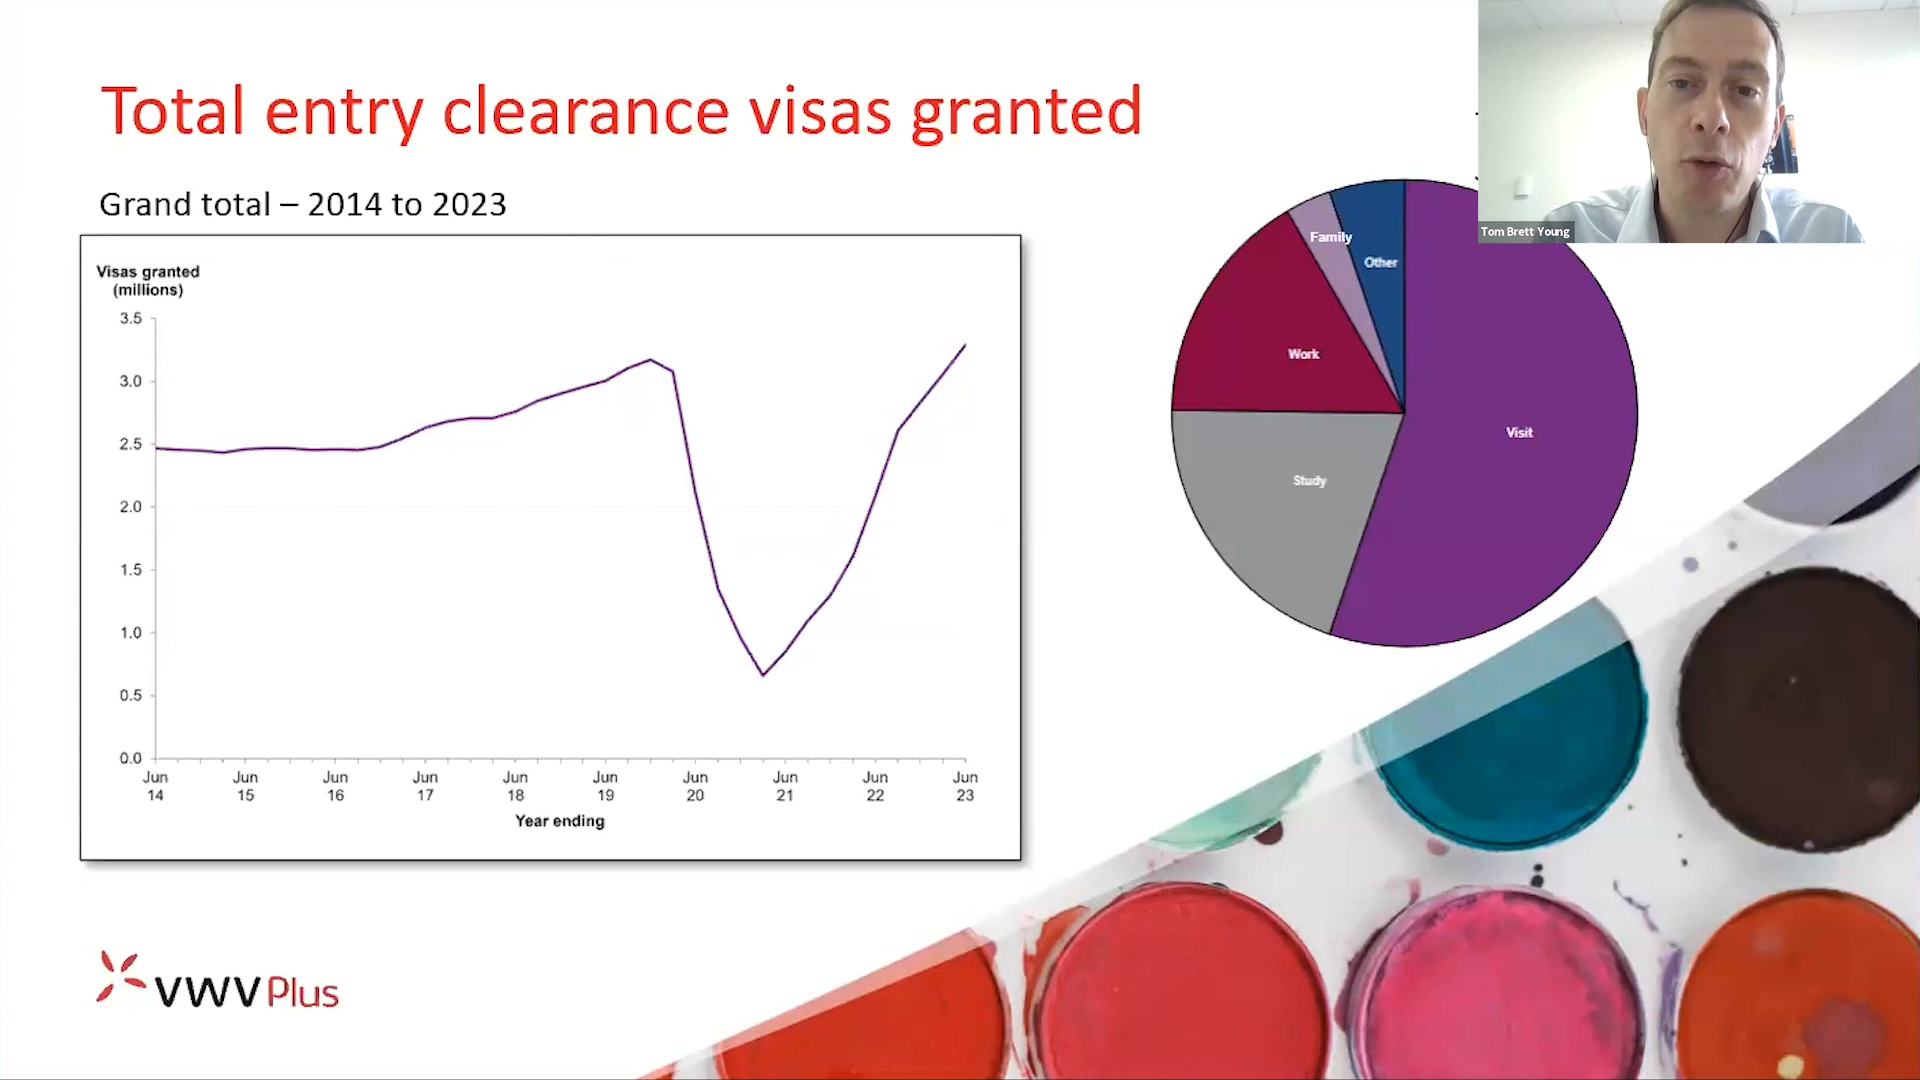 Total entry clearance visas granted
Grand total – 2014 to 2023
Visas granted
(millions)
3.5
3.0
2.5
2.0
1.5
1.0
0.5
0.0
Jun Jun Jun Jun Jun Jun Jun Jun Jun Jun
14 15 16 17 18 19 20 21 22 23
Year ending
Family
Other
Work
Visit
Study
Tom Brett Young
VWV Plus